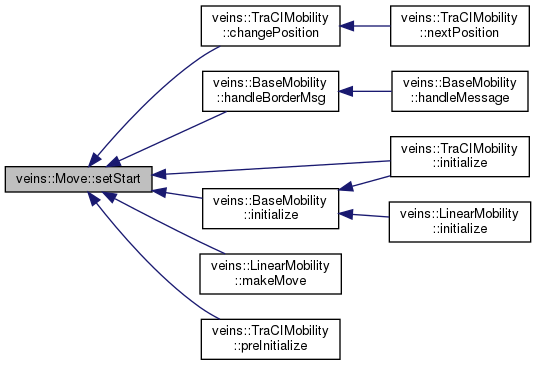 veins::TraCIMobility
::changePosition
veins::TraCIMobility
::nextPosition
veins::BaseMobility
::handleBorderMsg
veins::BaseMobility
::handleMessage
veins::Move::setStart
veins::TraCIMobility
::initialize
veins::BaseMobility
::initialize
veins::LinearMobility
::initialize
veins::LinearMobility
::makeMove
veins::TraCIMobility
::preInitialize